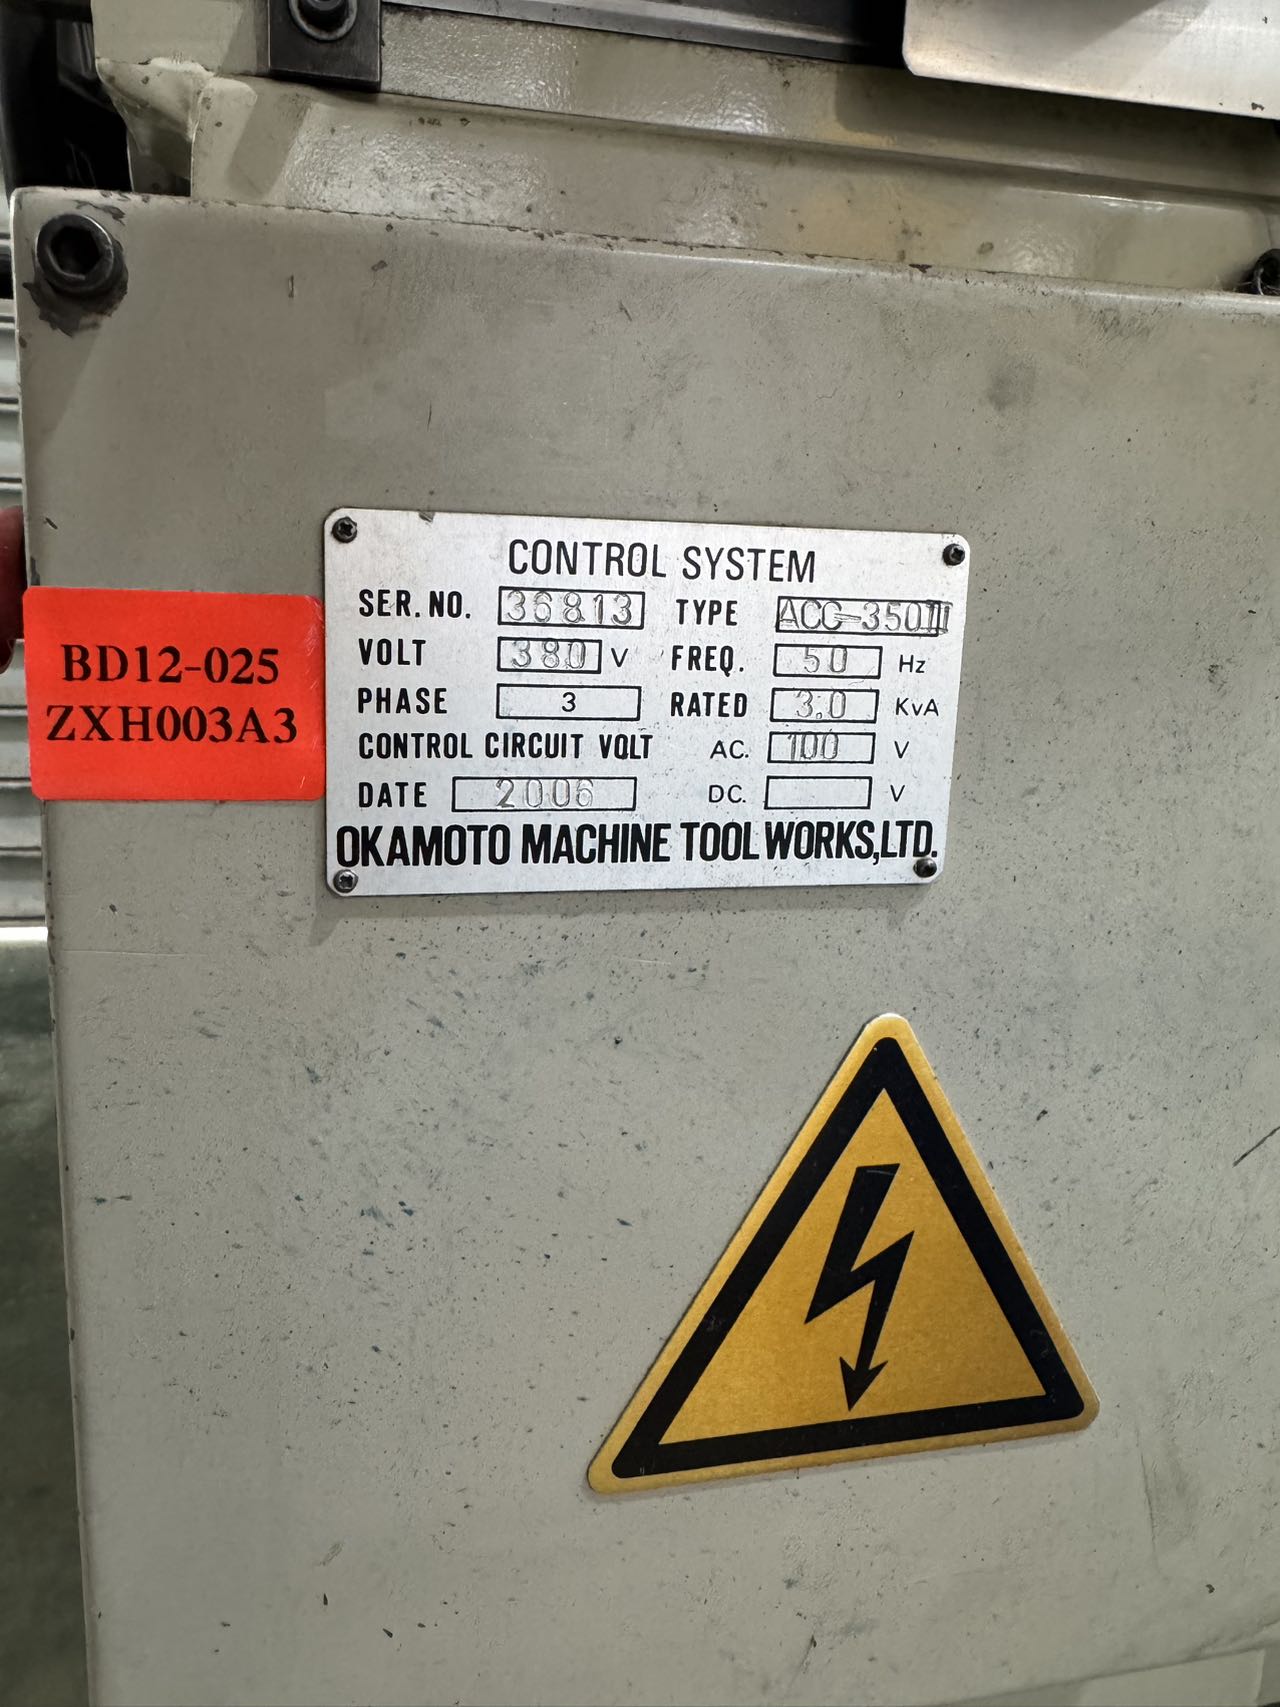 CONTROL SYSTEM
SER. NO. 36813 TYPE ACC-350III
VOLT 380 V FREQ. 50 Hz
PHASE 3 RATED 3.0 KvA
CONTROL CIRCUIT VOLT AC. 100 V
DATE 2006 DC. V
OKAMOTO MACHINE TOOL WORKS,LTD.
BD12-025
ZXH003A3